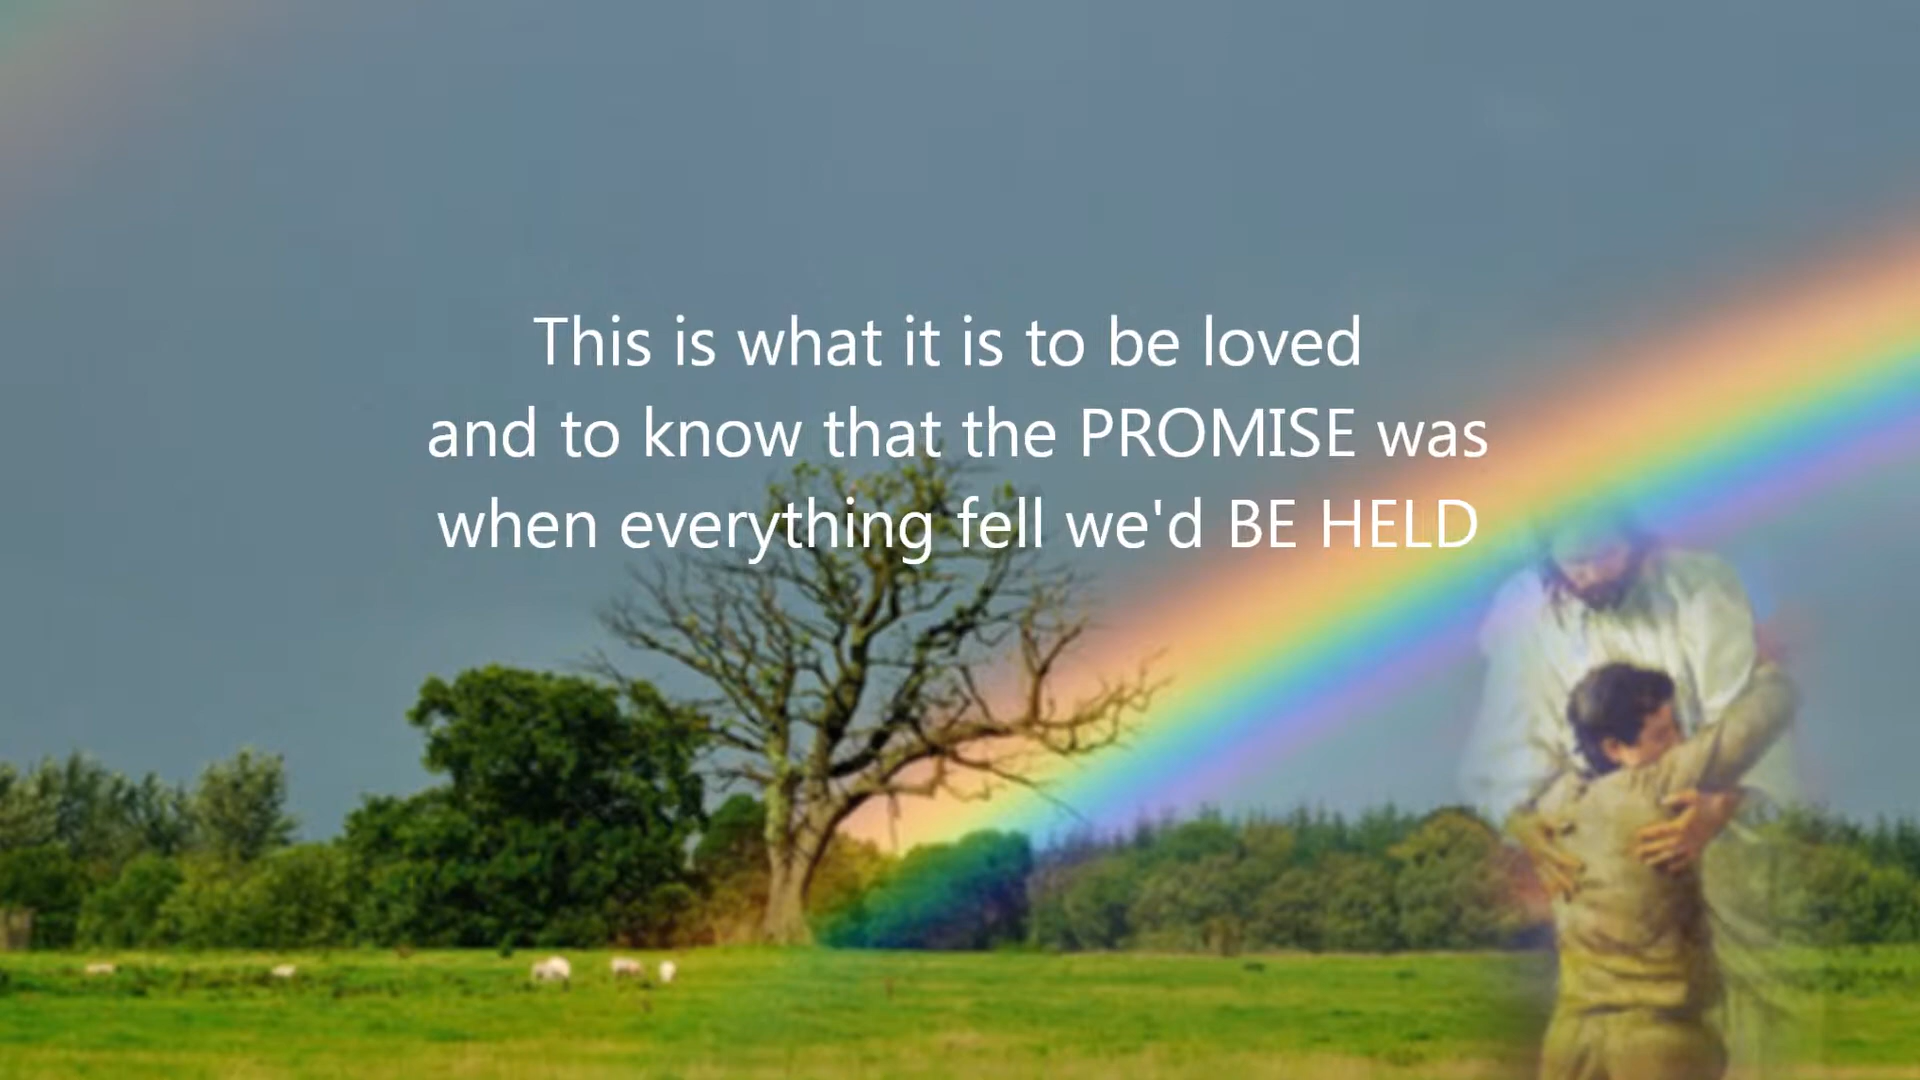 This is what it is to be loved
and to know that the PROMISE was
when everything fell we'd BE HELD